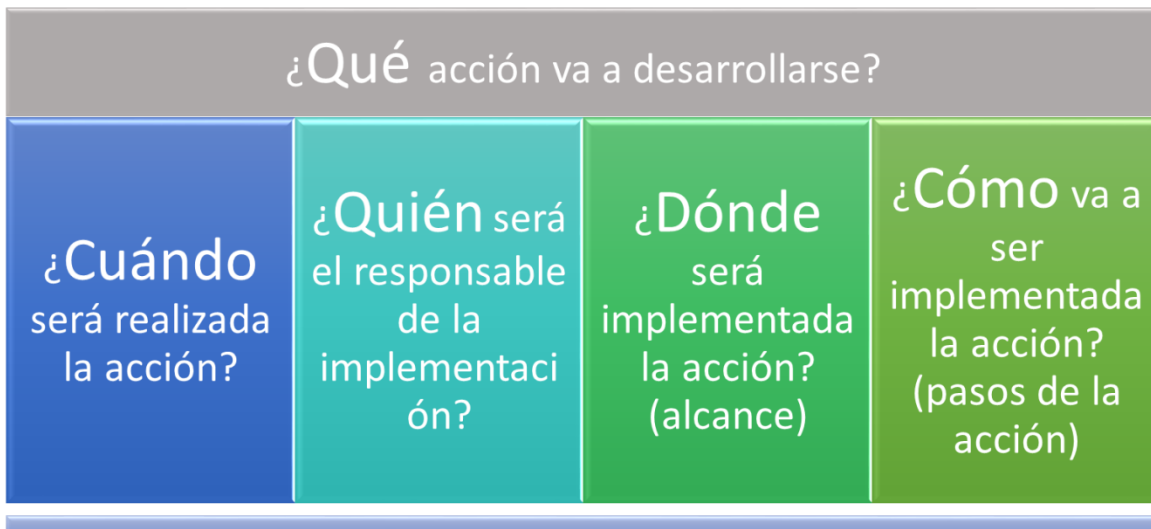 ¿Qué acción va a desarrollarse?
¿Cuándo
será realizada
la acción?
¿Quién será
el responsable
de la
implementaci
ón?
¿Dónde
será
implementada
la acción?
(alcance)
¿Cómo va a
ser
implementada
la acción?
(pasos de la
acción)